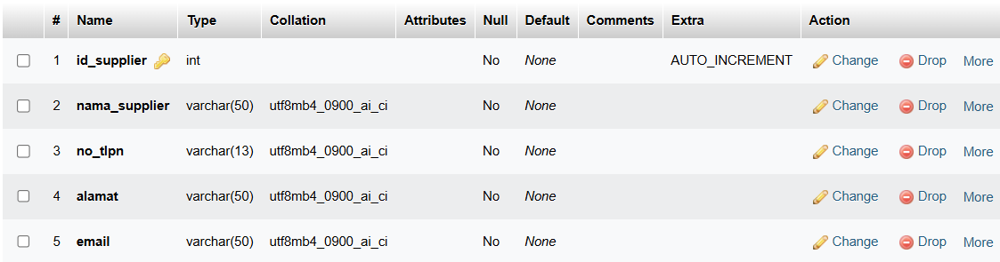 # Name Type Collation Attributes Null Default Comments Extra Action
1 id_supplier int No None AUTO_INCREMENT Change Drop More
2 nama_supplier varchar(50) utf8mb4_0900_ai_ci No None Change Drop More
3 no_tlpn varchar(13) utf8mb4_0900_ai_ci No None Change Drop More
4 alamat varchar(50) utf8mb4_0900_ai_ci No None Change Drop More
5 email varchar(50) utf8mb4_0900_ai_ci No None Change Drop More